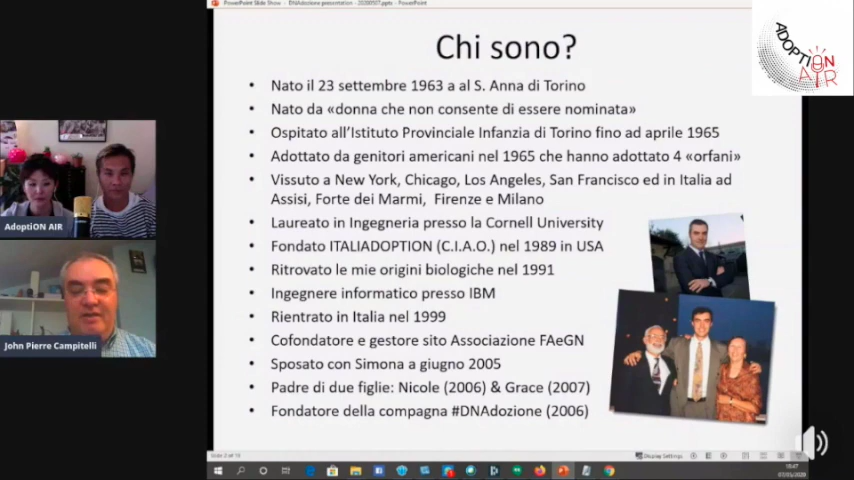 PowerPoint Slide Show - DNAdozione presentation - 20200507.pptx - PowerPoint
ADOPTION
AIR
Chi sono?
• Nato il 23 settembre 1963 a al S. Anna di Torino
• Nato da «donna che non consente di essere nominata»
• Ospitato all'Istituto Provinciale Infanzia di Torino fino ad aprile 1965
• Adottato da genitori americani nel 1965 che hanno adottato 4 «orfani»
• Vissuto a New York, Chicago, Los Angeles, San Francisco ed in Italia ad
Assisi, Forte dei Marmi, Firenze e Milano
• Laureato in Ingegneria presso la Cornell University
• Fondato ITALIADOPTION (C.I.A.O.) nel 1989 in USA
• Ritrovato le mie origini biologiche nel 1991
• Ingegnere informatico presso IBM
• Rientrato in Italia nel 1999
• Cofondatore e gestore sito Associazione FAeGN
• Sposato con Simona a giugno 2005
• Padre di due figlie: Nicole (2006) & Grace (2007)
• Fondatore della compagna #DNAdozione (2006)
AdoptiON AIR
John Pierre Campitelli
Display Settings
18:47
07/05/2020